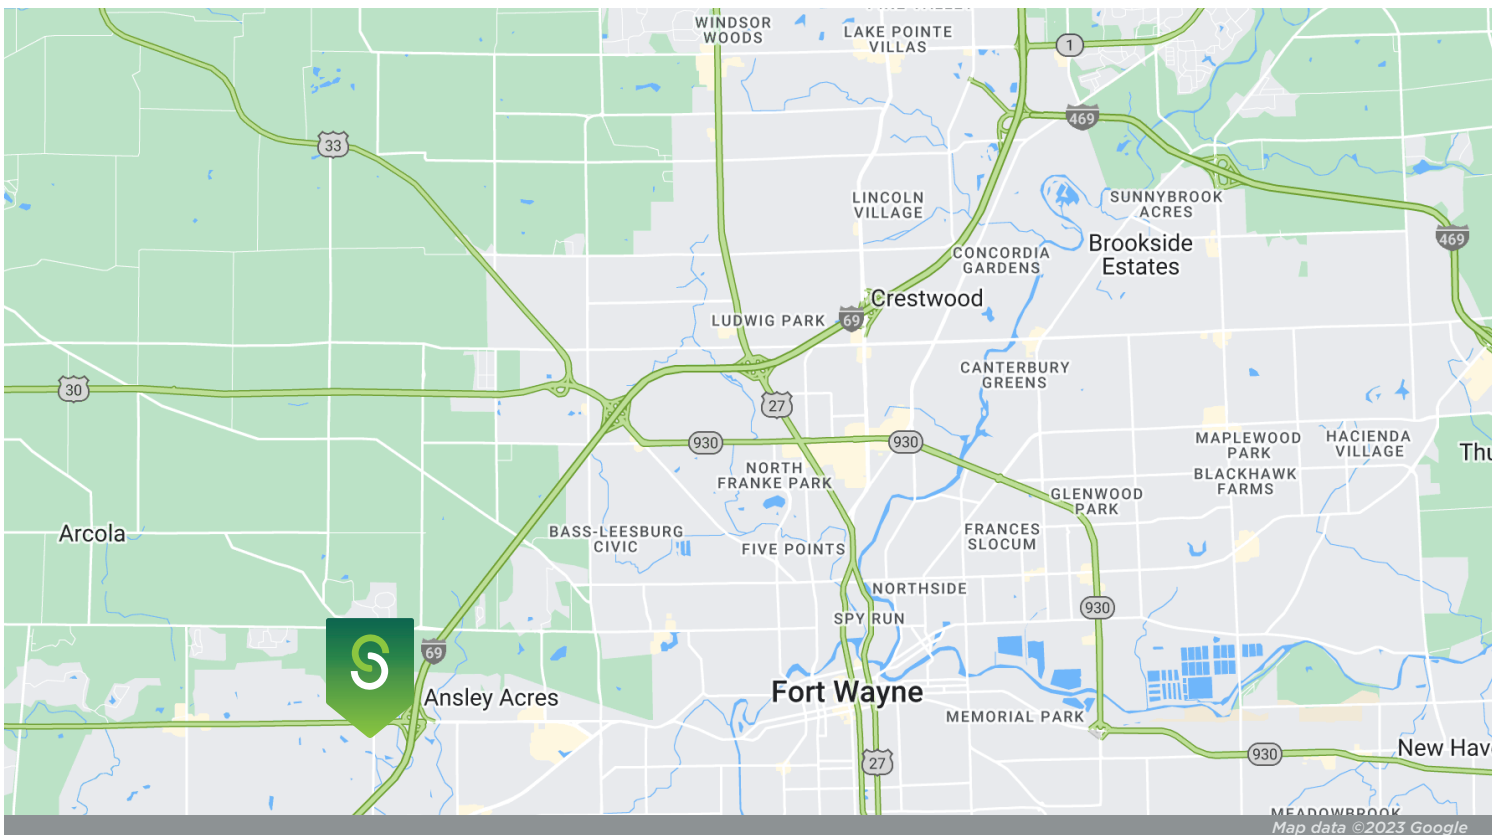 WINDSOR
WOODS
LAKE POINTE
VILLAS
1
469
33
LINCOLN
VILLAGE
SUNNYBROOK
ACRES
469
Brookside
Estates
CONCORDIA
GARDENS
Crestwood
LUDWIG PARK
69
CANTERBURY
GREENS
30
27
930
930
MAPLEWOOD
PARK
HACIENDA
VILLAGE
Thu
NORTH
FRANKE PARK
BLACKHAWK
FARMS
GLENWOOD
PARK
Arcola
BASS-LEESBURG
CIVIC
FIVE POINTS
FRANCES
SLOCUM
NORTHSIDE
930
SPY RUN
69
S
Ansley Acres
Fort Wayne
MEMORIAL PARK
New Hav
930
27
MEADOWBROOK
Map data ©2023 Google